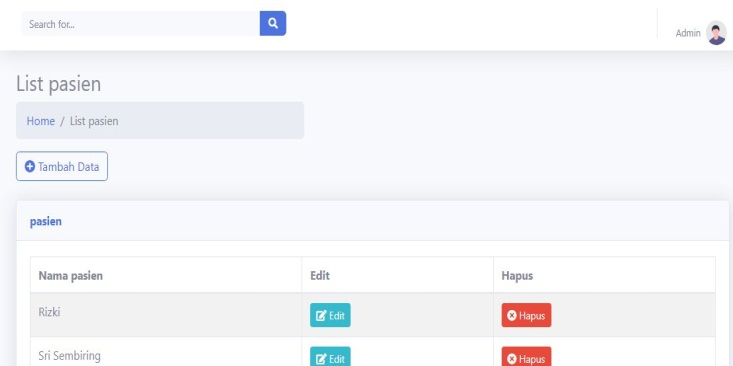 Search for...
Admin
List pasien
Home / List pasien
Tambah Data
pasien
Nama pasien Edit Hapus
Rizki Edit Hapus
Sri Sembiring Edit Hapus